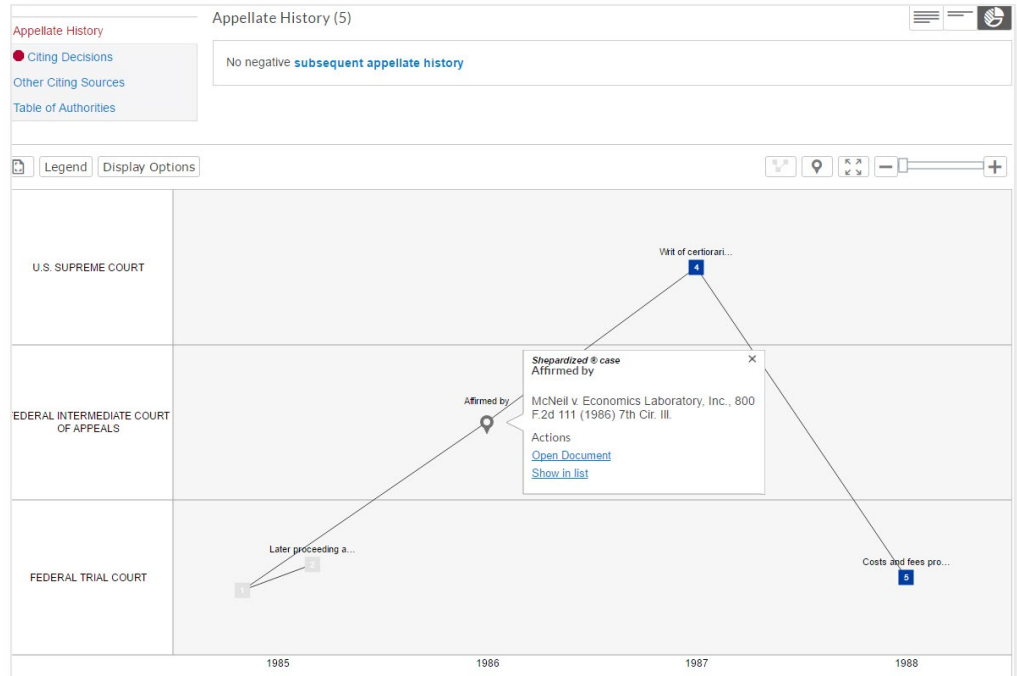 Appellate History
Citing Decisions
Other Citing Sources
Table of Authorities
Appellate History (5)
No negative subsequent appellate history
Legend
Display Options
U.S. SUPREME COURT
Writ of certiorari...
4
Shepardized ® case
Affirmed by
McNeil v. Economics Laboratory, Inc., 800
F.2d 111 (1986) 7th Cir. Ill.
Actions
Open Document
Show in list
Affirmed by
EDERAL INTERMEDIATE COURT
OF APPEALS
FEDERAL TRIAL COURT
Later proceeding a...
1
2
Costs and fees pro...
5
1985
1986
1987
1988